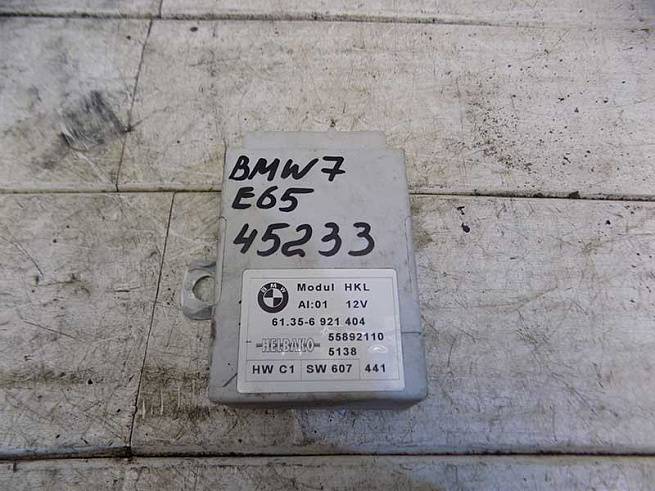 BMW7
E65
45233
BMW
Modul HKL
AI:01 12V
61.35-6 921 404
HELBAKO 55892110
5138
HW C1 SW 607 441